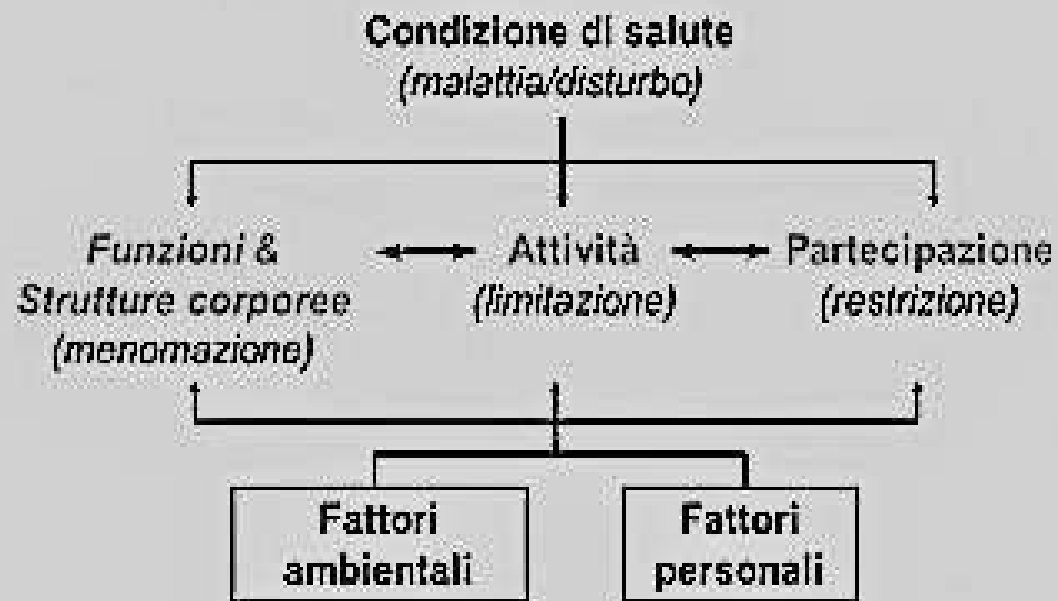 Condizione di salute
(malattia/disturbo)
Funzioni &
Strutture corporee
(menomazione)
Attività
(limitazione)
Partecipazione
(restrizione)
Fattori
ambientali
Fattori
personali